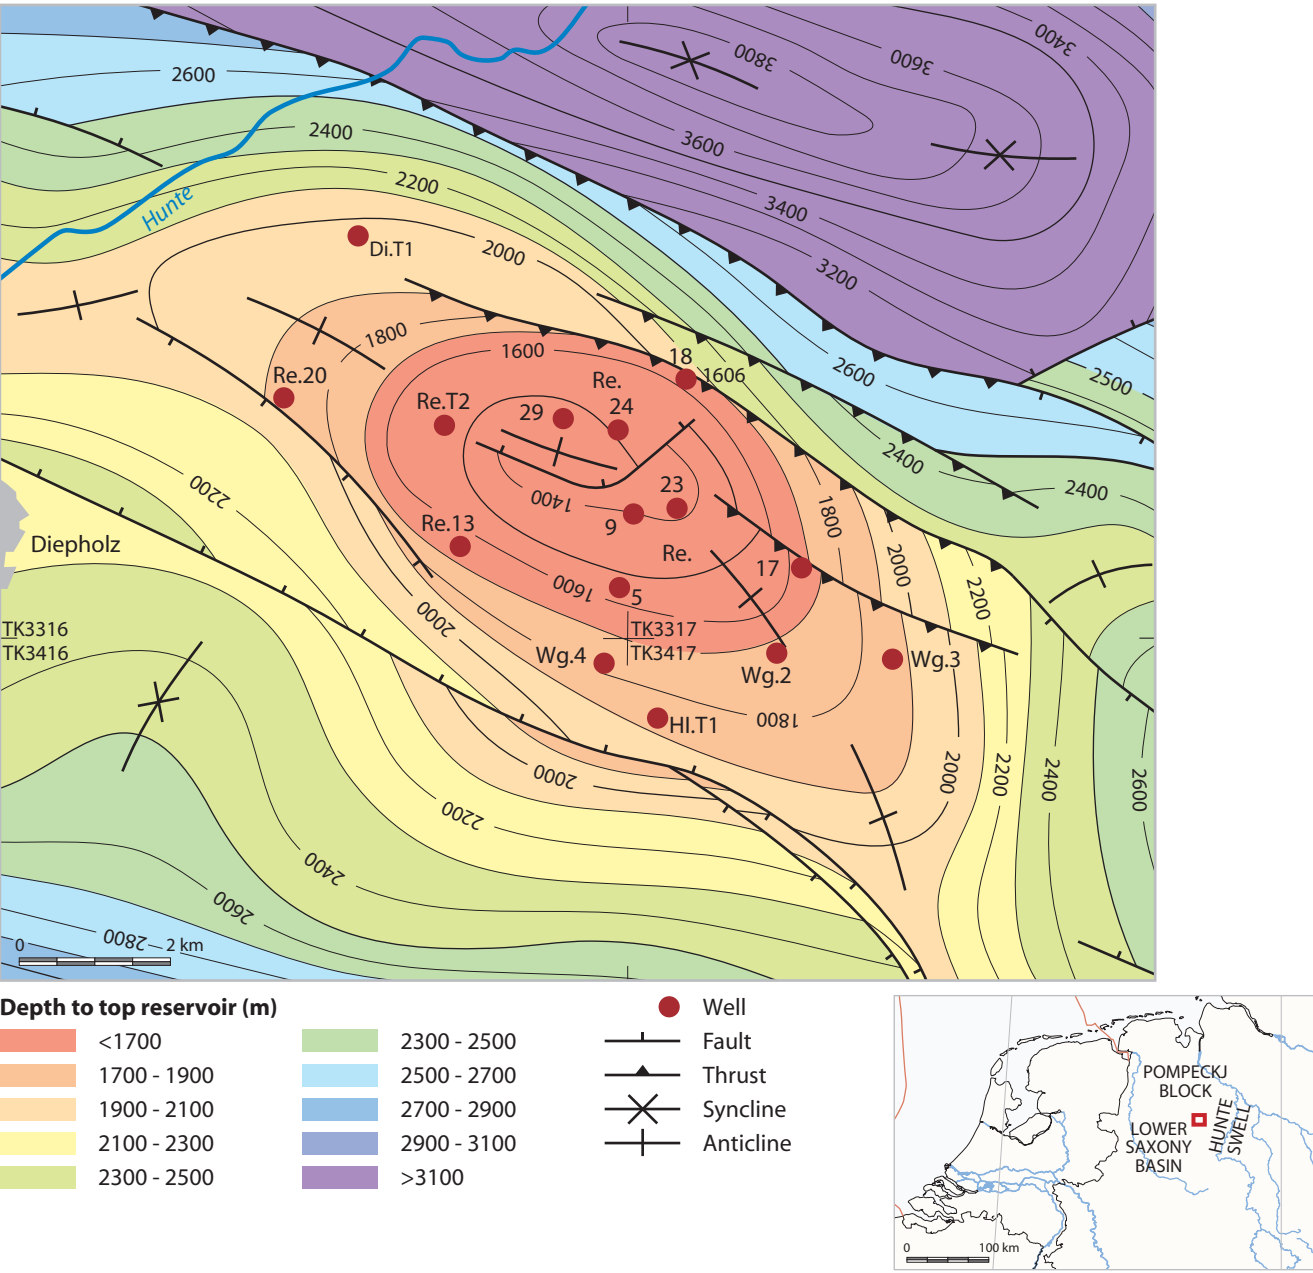 2600
2400
2200
Hunte
Di.T1
2000
3800
3600
3400
3600
3400
3200
1800
1600
18
1606
2600
2500
Re.20
Re.T2
Re.
29
24
2400
2400
2200
1400
23
9
1800
Re.13
Re.
2000
Diepholz
17
2200
1600
5
2000
TK3316
TK3416
TK3317
TK3417
Wg.4
Wg.2
Wg.3
Hl.T1
1800
2000
2000
2200
2400
2600
2200
2400
2600
2800
0 2 km
Depth to top reservoir (m)
<1700
1700 - 1900
1900 - 2100
2100 - 2300
2300 - 2500
2300 - 2500
2500 - 2700
2700 - 2900
2900 - 3100
>3100
Well
Fault
Thrust
Syncline
Anticline
POMPECKJ
BLOCK
LOWER
SAXONY
BASIN
HUNTE
SWELL
0 100 km